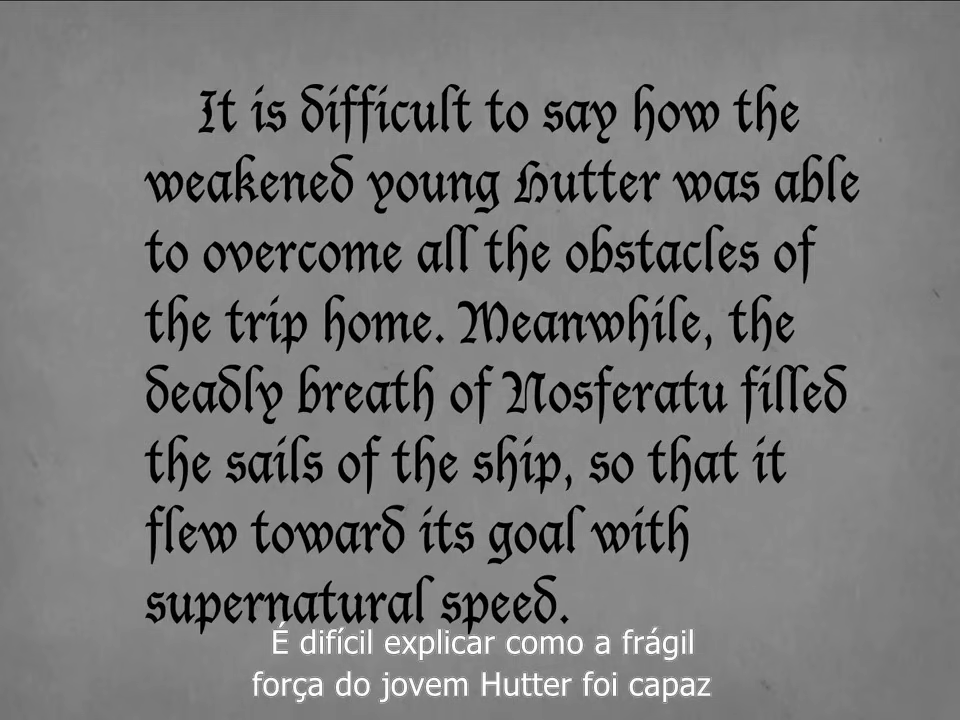 It is difficult to say how the
weakened young Hutter was able
to overcome all the obstacles of
the trip home. Meanwhile, the
deadly breath of Nosferatu filled
the sails of the ship, so that it
flew toward its goal with
supernatural speed.
É difícil explicar como a frágil
força do jovem Hutter foi capaz